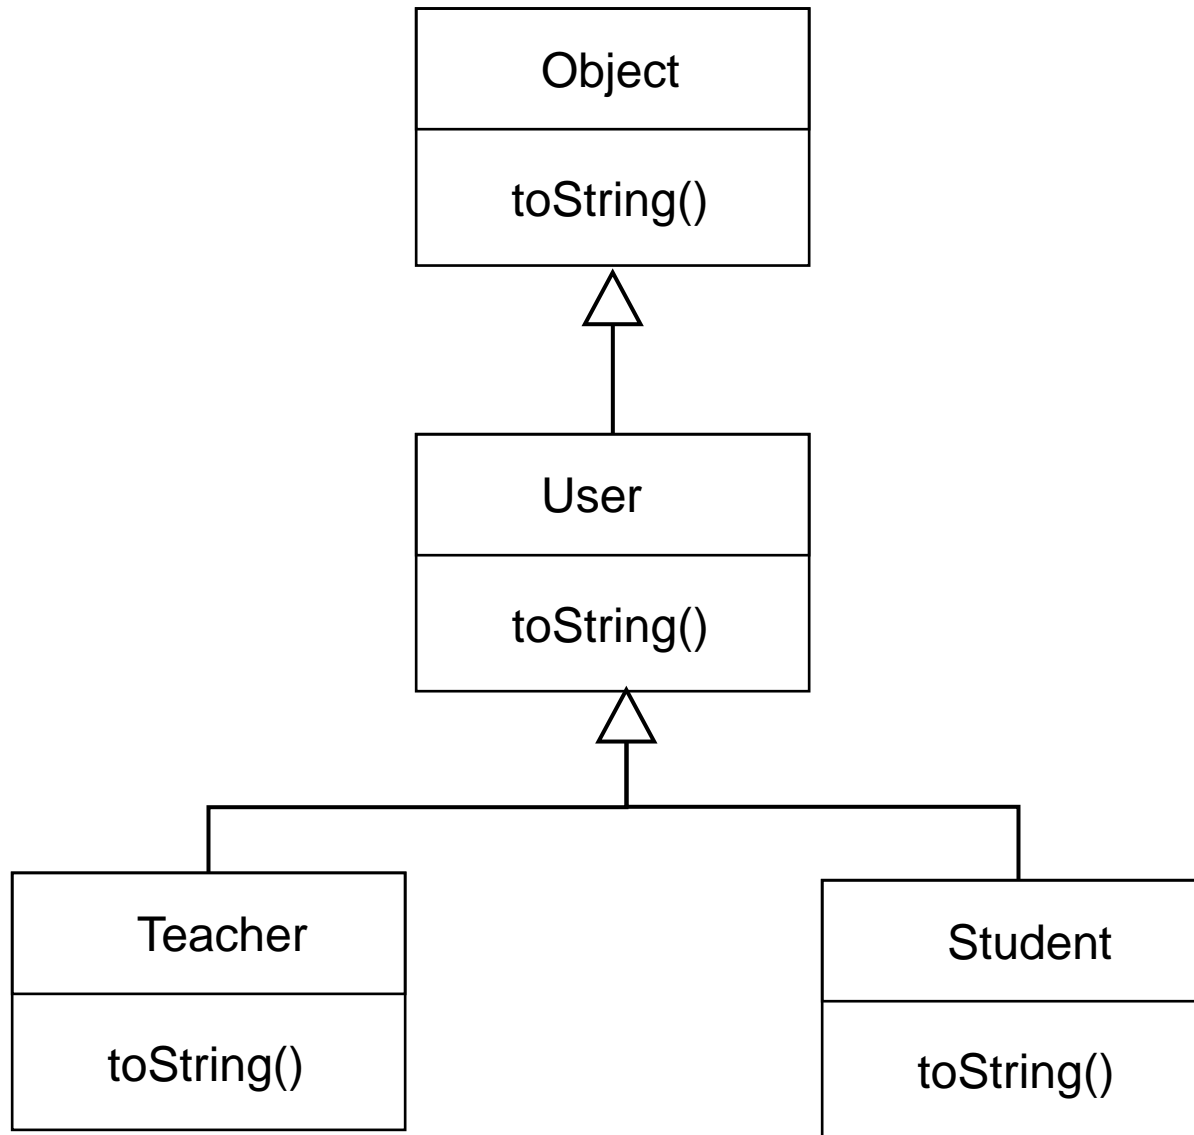 Object
toString()
User
toString()
Teacher
toString()
Student
toString()